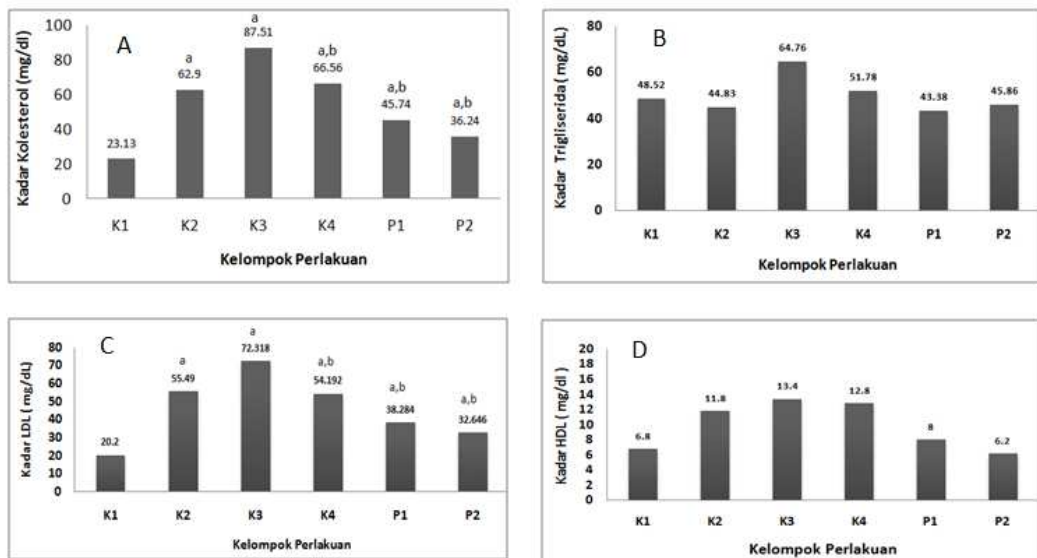 A
Kadar Kolesterol (mg/dl)
100
80
60
40
20
0
23.13
a
62.9
a
87.51
a,b
66.56
a,b
45.74
a,b
36.24
K1 K2 K3 K4 P1 P2
Kelompok Perlakuan
B
Kadar Trigliserida ( mg/dL)
80
60
40
20
0
48.52
44.83
64.76
51.78
43.38
45.86
K1 K2 K3 K4 P1 P2
Kelompok Perlakuan
C
Kadar LDL ( mg/dL)
80
70
60
50
40
30
20
10
0
20.2
a
55.49
a
72.318
a,b
54.192
a,b
38.284
a,b
32.646
K1 K2 K3 K4 P1 P2
Kelompok Perlakuan
D
Kadar HDL ( mg/dl )
20
18
16
14
12
10
8
6
4
2
0
6.8
11.8
13.4
12.8
8
6.2
K1 K2 K3 K4 P1 P2
Kelompok Perlakuan